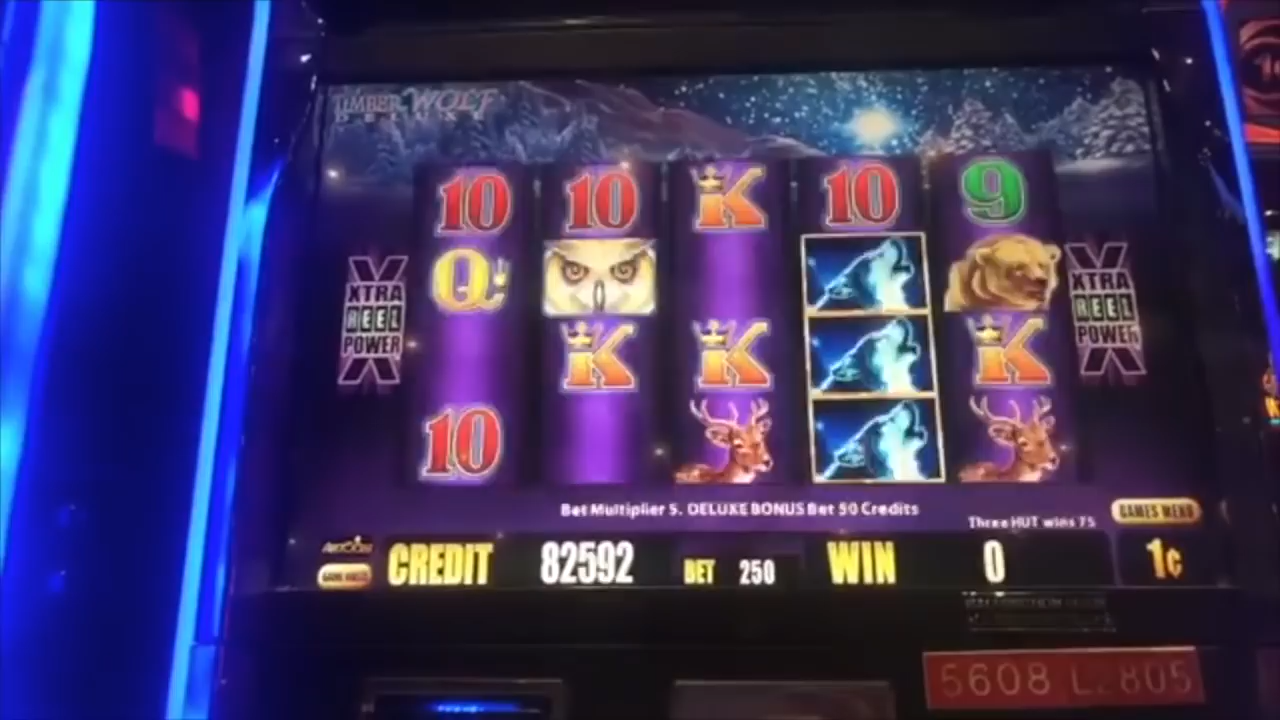 TIMBER WOLF
DELUXE
10 10 K 10 9
Q
XTRA
REEL
POWER
XTRA
REEL
POWER
K K K
10
Bet Multiplier 5. DELUXE BONUS Bet 50 Credits
Three HUT wins 75
GAMES MENU
CREDIT 82592 BET 250 WIN 0 1¢
5608 L2805